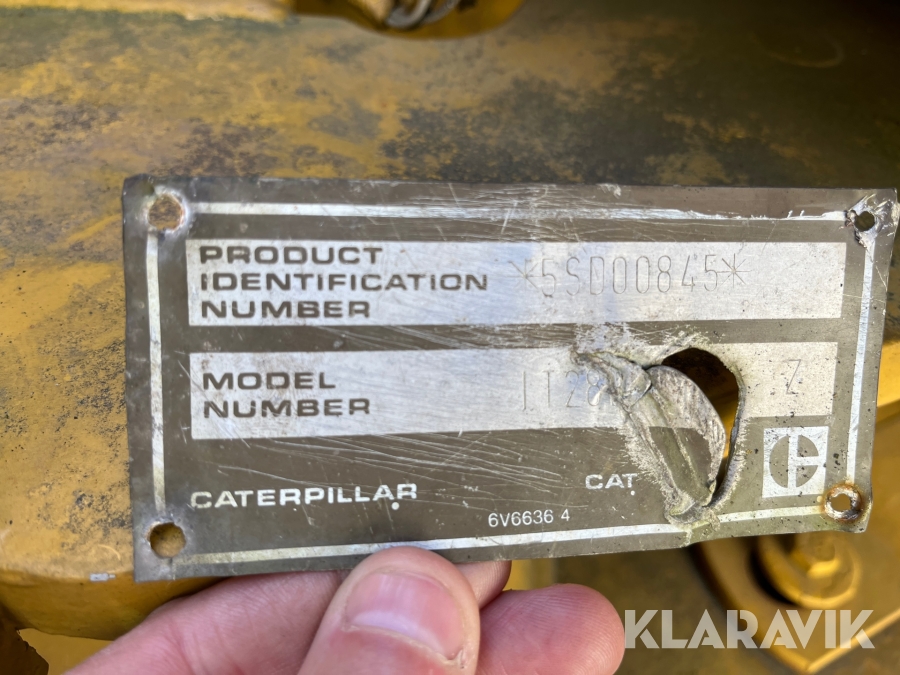 PRODUCT
IDENTIFICATION *5SD00845*
NUMBER
MODEL
NUMBER Z
CATERPILLAR CAT
6V6636 4
KLARAVIK